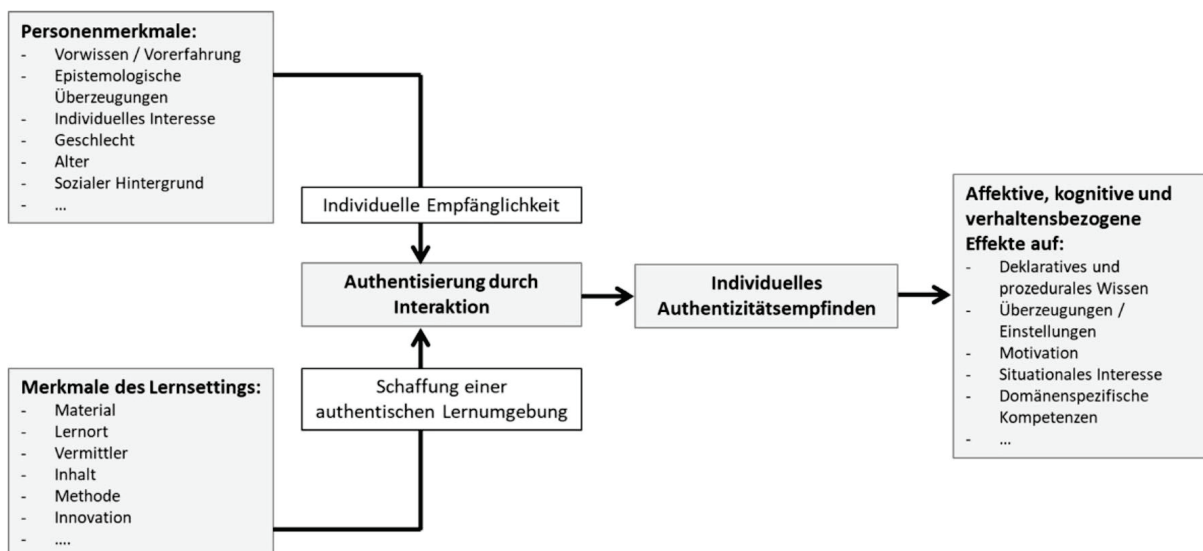 Personenmerkmale:
- Vorwissen / Vorerfahrung
- Epistemologische
Überzeugungen
- Individuelles Interesse
- Geschlecht
- Alter
- Sozialer Hintergrund
- ...
Individuelle Empfänglichkeit
Authentisierung durch
Interaktion
Schaffung einer
authentischen Lernumgebung
Merkmale des Lernsettings:
- Material
- Lernort
- Vermittler
- Inhalt
- Methode
- Innovation
- ....
Individuelles
Authentizitätsempfinden
Affektive, kognitive und
verhaltensbezogene
Effekte auf:
- Deklaratives und
prozedurales Wissen
- Überzeugungen /
Einstellungen
- Motivation
- Situationales Interesse
- Domänenspezifische
Kompetenzen
- ...